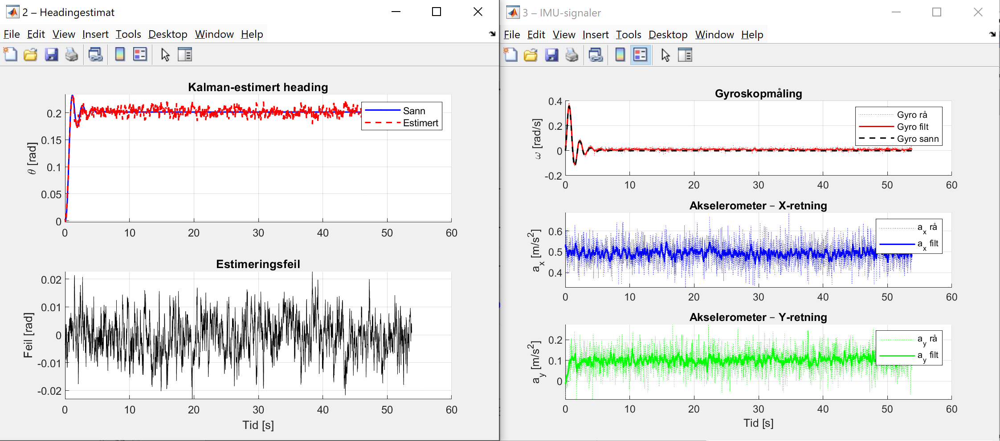 2 – Headingestimat
File Edit View Insert Tools Desktop Window Help
Kalman-estimert heading
0.2
0.15
0.1
0.05
0
θ [rad]
Sann
Estimert
0 10 20 30 40 50 60
Estimeringsfeil
0.02
0.01
0
-0.01
-0.02
Feil [rad]
0 10 20 30 40 50 60
Tid [s]
3 – IMU-signaler
File Edit View Insert Tools Desktop Window Help
Gyroskopmåling
0.4
0.2
0
-0.2
ω [rad/s]
Gyro rå
Gyro filt
Gyro sann
0 10 20 30 40 50 60
Akselerometer – X-retning
0.6
0.5
0.4
a_x [m/s²]
a_x rå
a_x filt
0 10 20 30 40 50 60
Akselerometer – Y-retning
0.2
0.1
0
a_y [m/s²]
a_y rå
a_y filt
0 10 20 30 40 50 60
Tid [s]